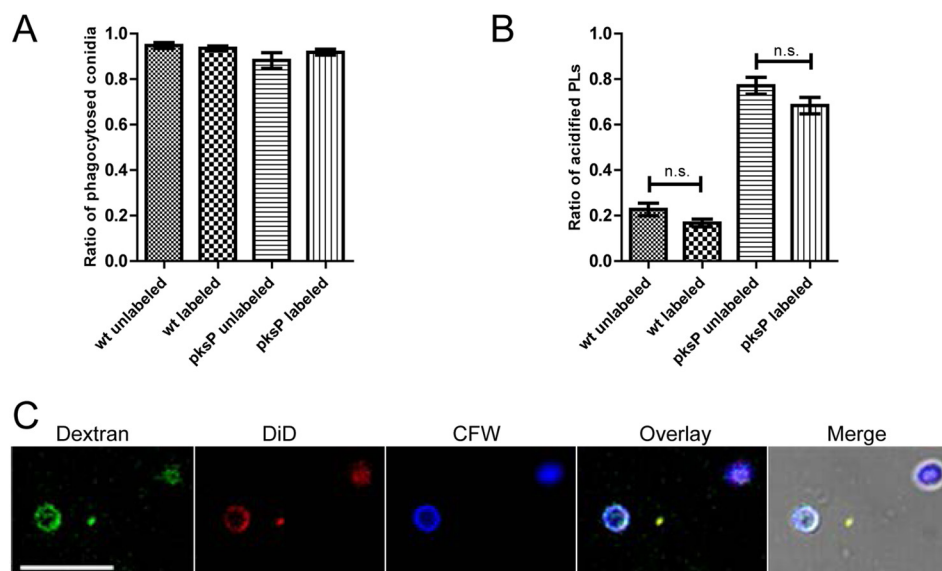 A
Ratio of phagocytosed conidia
1.0
0.8
0.6
0.4
0.2
0.0
wt unlabeled
wt labeled
pksP unlabeled
pksP labeled
B
Ratio of acidified PLs
1.0
0.8
0.6
0.4
0.2
0.0
n.s.
n.s.
wt unlabeled
wt labeled
pksP unlabeled
pksP labeled
C
Dextran
DiD
CFW
Overlay
Merge